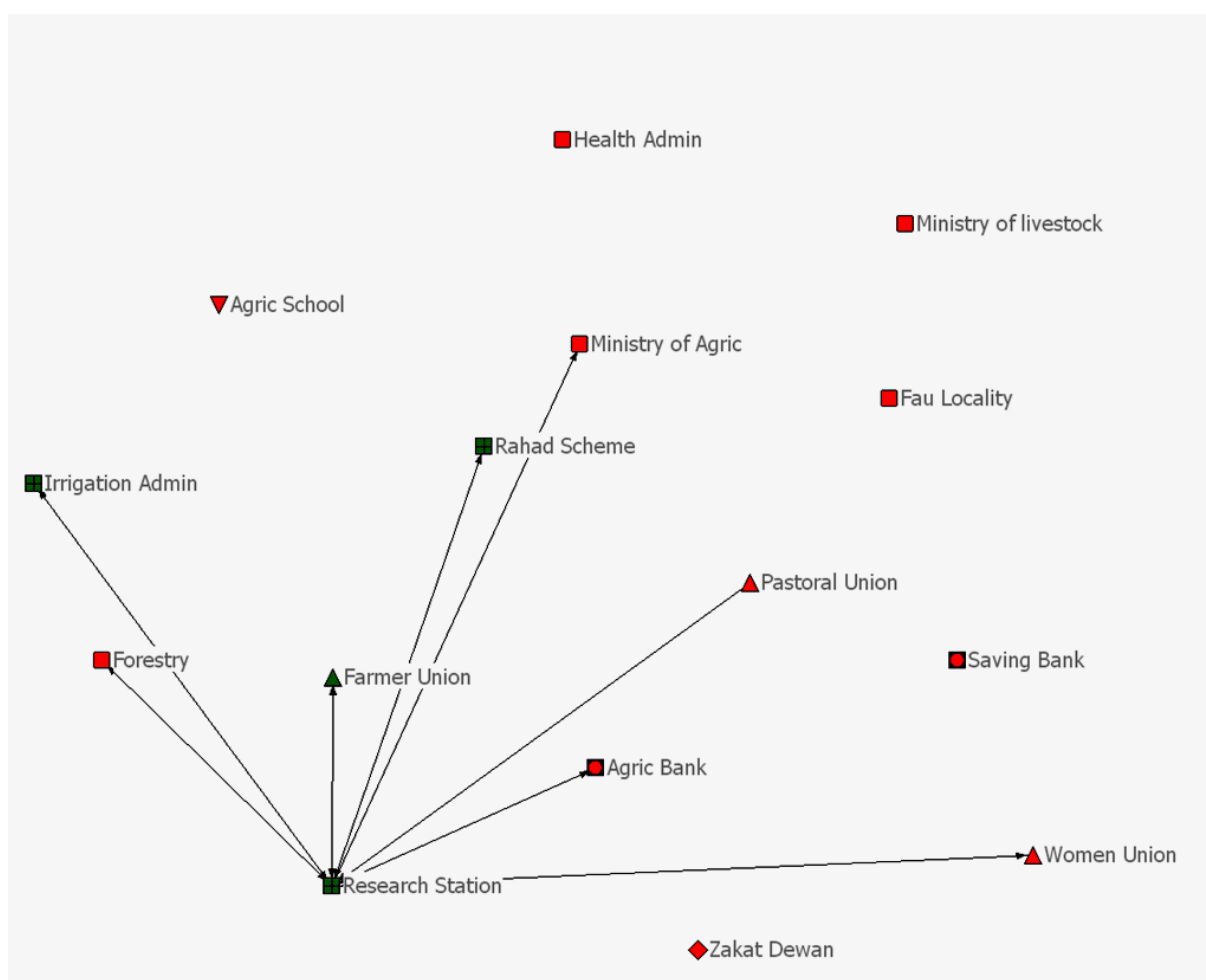 Health Admin
Ministry of livestock
Agric School
Ministry of Agric
Fau Locality
Rahad Scheme
Irrigation Admin
Pastoral Union
Forestry
Saving Bank
Farmer Union
Agric Bank
Women Union
Research Station
Zakat Dewan